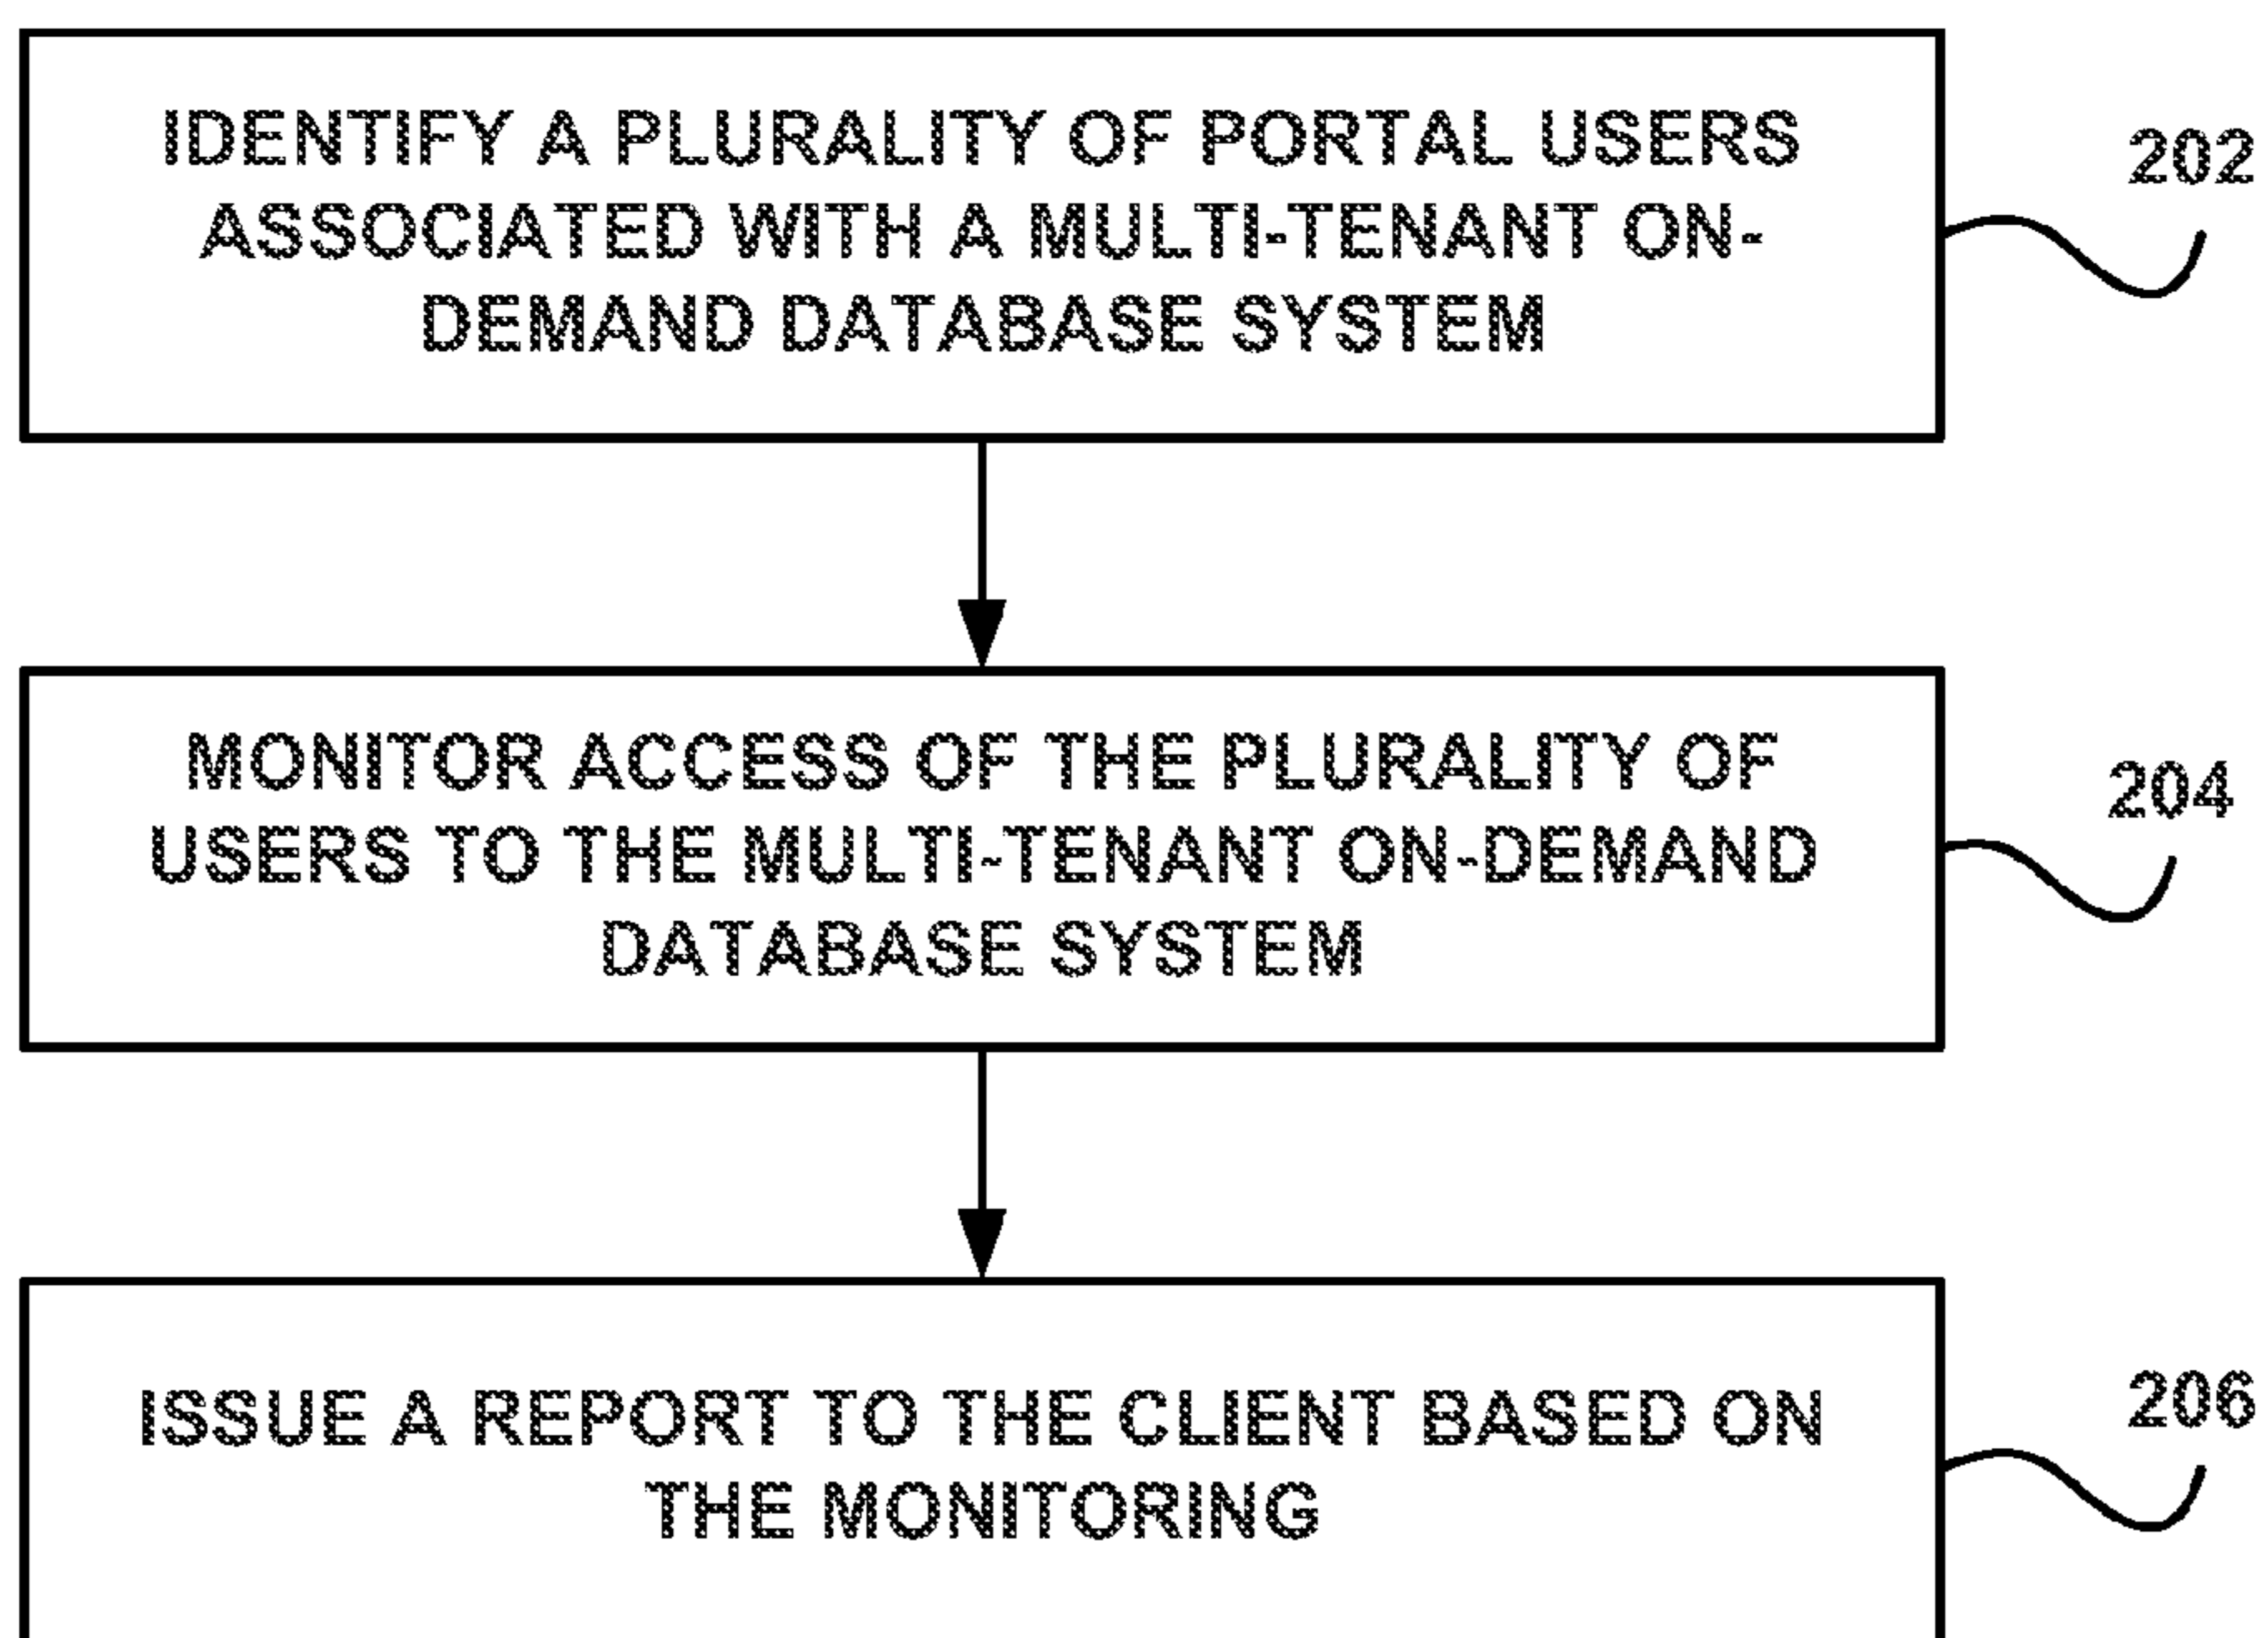 IDENTIFY A PLURALITY OF PORTAL USERS
ASSOCIATED WITH A MULTI-TENANT ON-
DEMAND DATABASE SYSTEM
202
MONITOR ACCESS OF THE PLURALITY OF
USERS TO THE MULTI-TENANT ON-DEMAND
DATABASE SYSTEM
204
ISSUE A REPORT TO THE CLIENT BASED ON
THE MONITORING
206